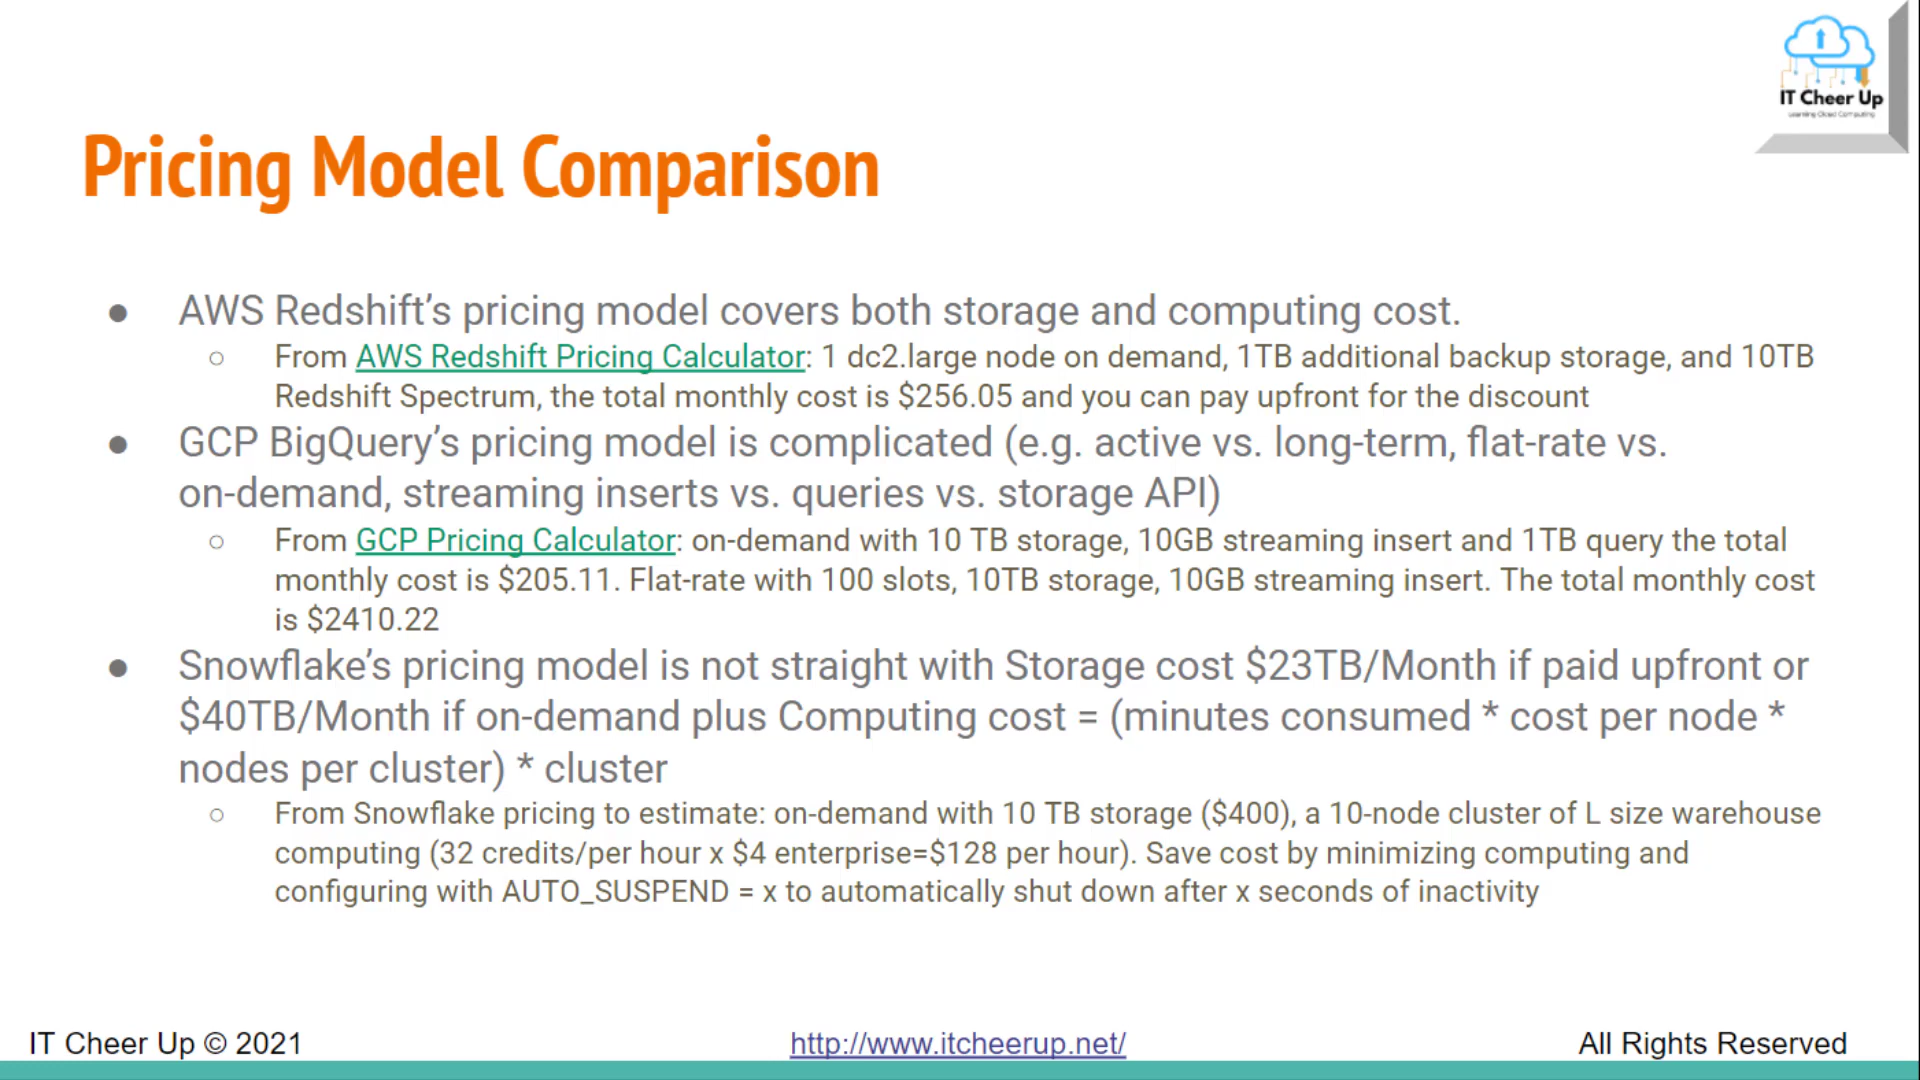 IT Cheer Up
Learning Cloud Computing
Pricing Model Comparison
● AWS Redshift’s pricing model covers both storage and computing cost.
○ From AWS Redshift Pricing Calculator: 1 dc2.large node on demand, 1TB additional backup storage, and 10TB
Redshift Spectrum, the total monthly cost is $256.05 and you can pay upfront for the discount
● GCP BigQuery’s pricing model is complicated (e.g. active vs. long-term, flat-rate vs.
on-demand, streaming inserts vs. queries vs. storage API)
○ From GCP Pricing Calculator: on-demand with 10 TB storage, 10GB streaming insert and 1TB query the total
monthly cost is $205.11. Flat-rate with 100 slots, 10TB storage, 10GB streaming insert. The total monthly cost
is $2410.22
● Snowflake’s pricing model is not straight with Storage cost $23TB/Month if paid upfront or
$40TB/Month if on-demand plus Computing cost = (minutes consumed * cost per node *
nodes per cluster) * cluster
○ From Snowflake pricing to estimate: on-demand with 10 TB storage ($400), a 10-node cluster of L size warehouse
computing (32 credits/per hour x $4 enterprise=$128 per hour). Save cost by minimizing computing and
configuring with AUTO_SUSPEND = x to automatically shut down after x seconds of inactivity
IT Cheer Up © 2021
http://www.itcheerup.net/
All Rights Reserved